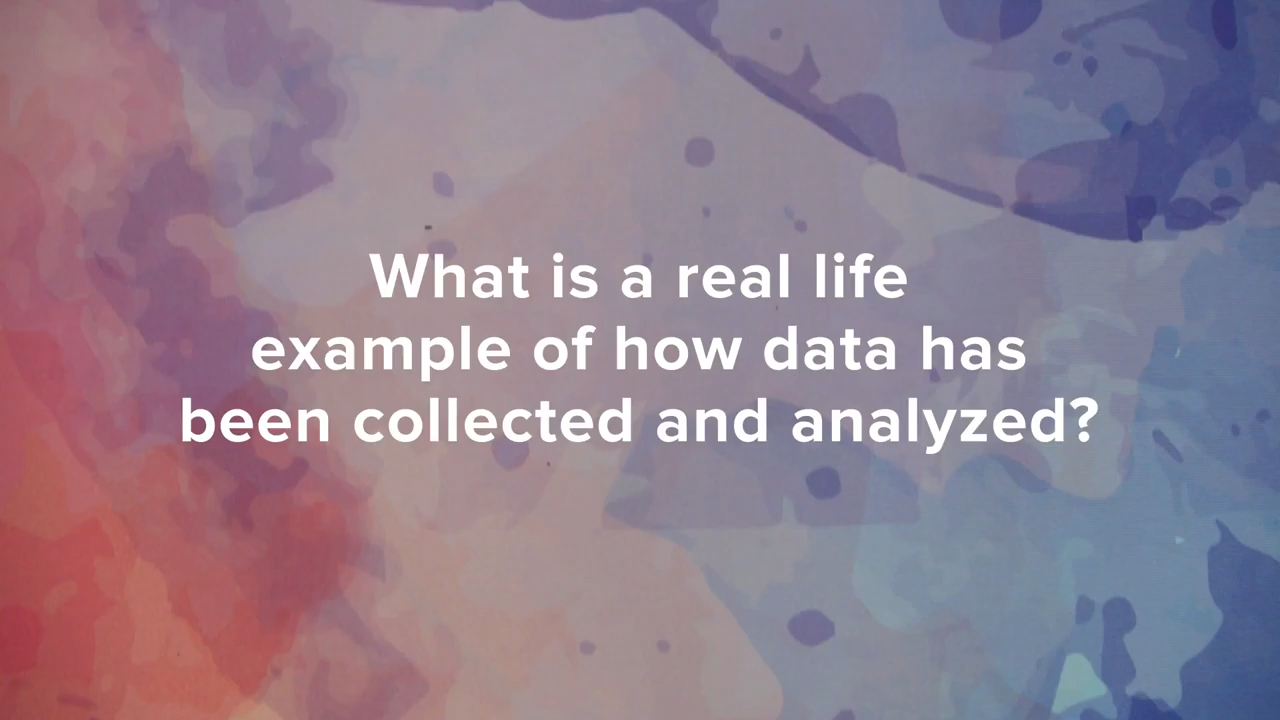 What is a real life
example of how data has
been collected and analyzed?